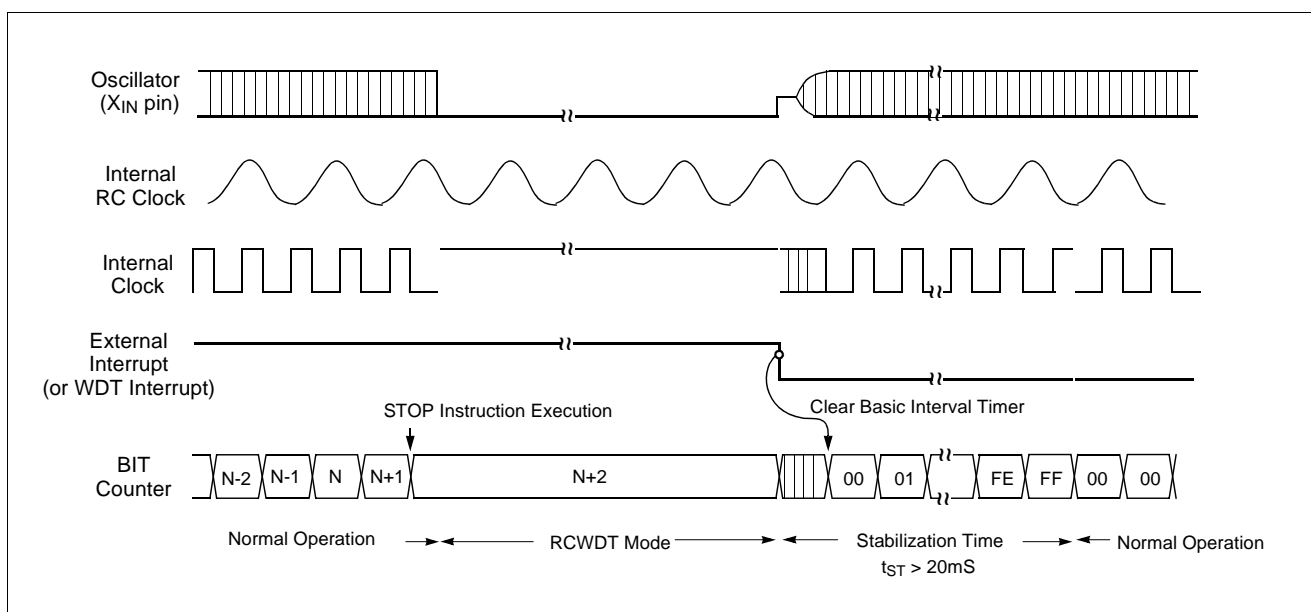 Oscillator
(XIN pin)
Internal
RC Clock
Internal
Clock
External
Interrupt
(or WDT Interrupt)
STOP Instruction Execution
Clear Basic Interval Timer
BIT
Counter
N-2 N-1 N N+1 N+2 00 01 FE FF 00 00
Normal Operation RCWDT Mode Stabilization Time Normal Operation
tST > 20mS